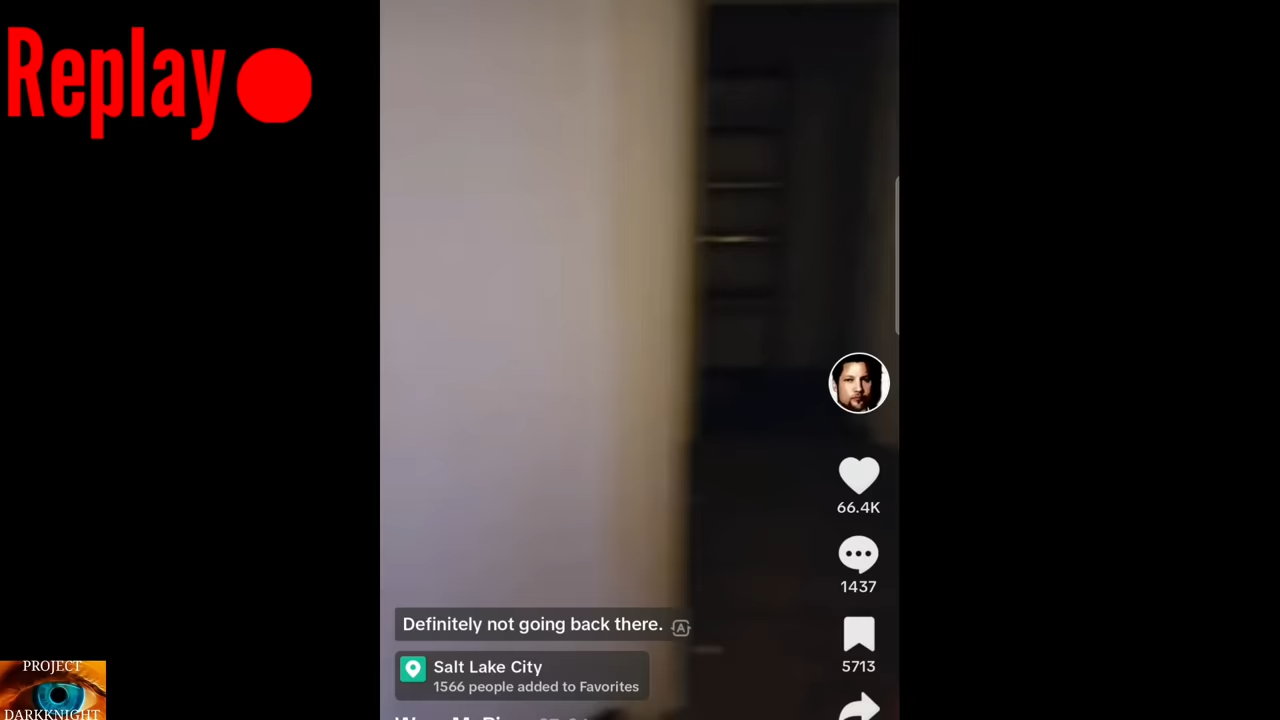 Replay
Definitely not going back there.
A
Salt Lake City
1566 people added to Favorites
66.4K
1437
5713
PROJECT
DARKKNIGHT